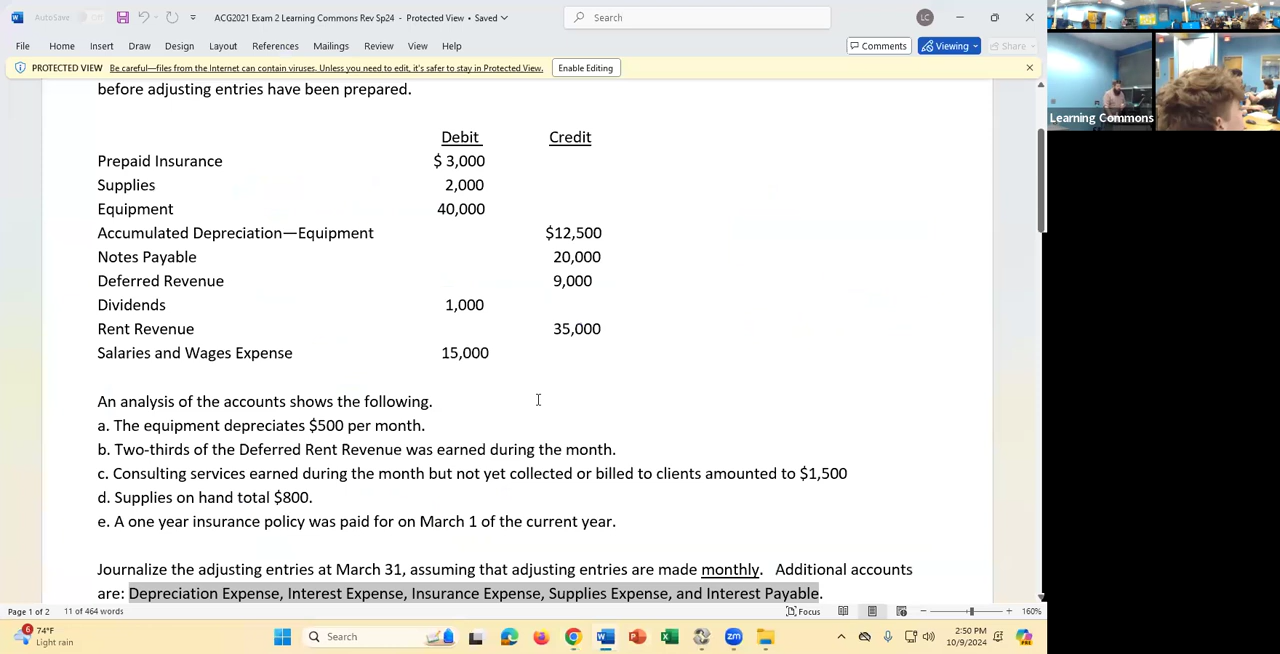 AutoSave Off ACG2021 Exam 2 Learning Commons Rev Sp24 - Protected View • Saved Search LC
File Home Insert Draw Design Layout References Mailings Review View Help Comments Viewing Share
PROTECTED VIEW Be careful—files from the Internet can contain viruses. Unless you need to edit, it's safer to stay in Protected View. Enable Editing
before adjusting entries have been prepared.
Debit Credit
Prepaid Insurance $ 3,000
Supplies 2,000
Equipment 40,000
Accumulated Depreciation—Equipment $12,500
Notes Payable 20,000
Deferred Revenue 9,000
Dividends 1,000
Rent Revenue 35,000
Salaries and Wages Expense 15,000
An analysis of the accounts shows the following.
a. The equipment depreciates $500 per month.
b. Two-thirds of the Deferred Rent Revenue was earned during the month.
c. Consulting services earned during the month but not yet collected or billed to clients amounted to $1,500
d. Supplies on hand total $800.
e. A one year insurance policy was paid for on March 1 of the current year.
Journalize the adjusting entries at March 31, assuming that adjusting entries are made monthly. Additional accounts
are: Depreciation Expense, Interest Expense, Insurance Expense, Supplies Expense, and Interest Payable.
Page 1 of 2 11 of 464 words Focus 160%
6 74°F
Light rain
Search
zm
2:50 PM
10/9/2024
Learning Commons